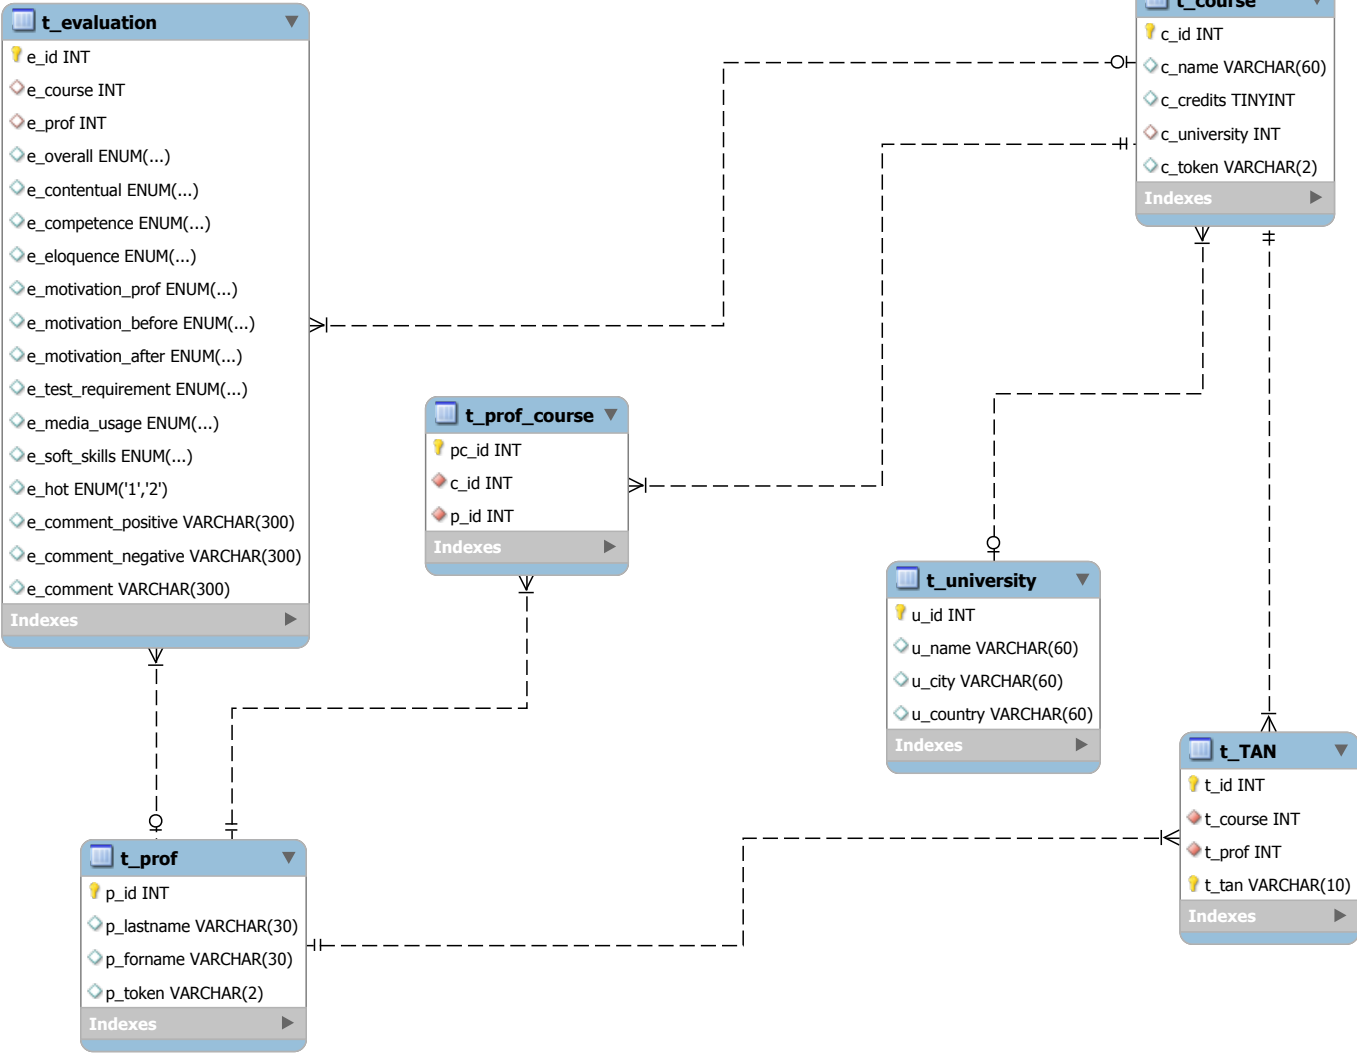 t_evaluation
e_id INT
e_course INT
e_prof INT
e_overall ENUM(...)
e_contentual ENUM(...)
e_competence ENUM(...)
e_eloquence ENUM(...)
e_motivation_prof ENUM(...)
e_motivation_before ENUM(...)
e_motivation_after ENUM(...)
e_test_requirement ENUM(...)
e_media_usage ENUM(...)
e_soft_skills ENUM(...)
e_hot ENUM('1','2')
e_comment_positive VARCHAR(300)
e_comment_negative VARCHAR(300)
e_comment VARCHAR(300)
Indexes
t_course
c_id INT
c_name VARCHAR(60)
c_credits TINYINT
c_university INT
c_token VARCHAR(2)
Indexes
t_prof_course
pc_id INT
c_id INT
p_id INT
Indexes
t_university
u_id INT
u_name VARCHAR(60)
u_city VARCHAR(60)
u_country VARCHAR(60)
Indexes
t_TAN
t_id INT
t_course INT
t_prof INT
t_tan VARCHAR(10)
Indexes
t_prof
p_id INT
p_lastname VARCHAR(30)
p_forname VARCHAR(30)
p_token VARCHAR(2)
Indexes